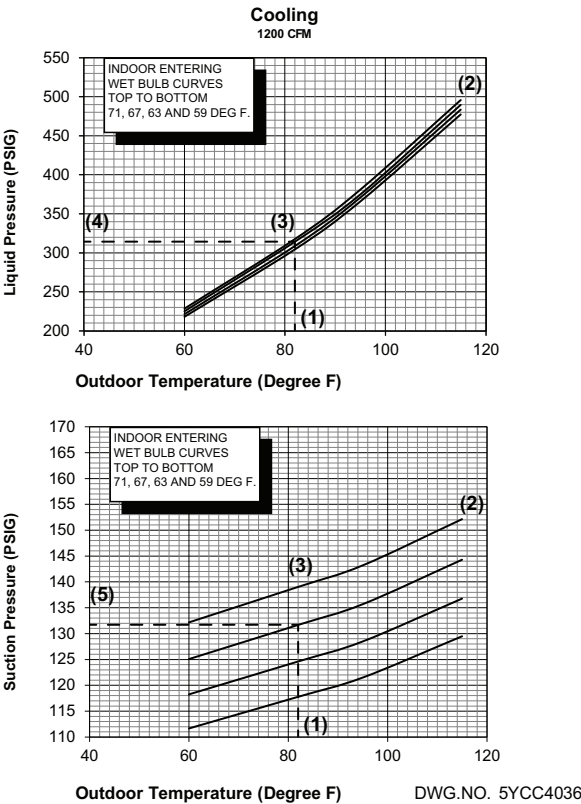 Cooling
1200 CFM
550
500
450
400
350
300
250
200
INDOOR ENTERING
WET BULB CURVES
TOP TO BOTTOM
71, 67, 63 AND 59 DEG F.
(2)
(4)
(3)
(1)
Liquid Pressure (PSIG)
40 60 80 100 120
Outdoor Temperature (Degree F)
170
165
160
155
150
145
140
135
130
125
120
115
110
INDOOR ENTERING
WET BULB CURVES
TOP TO BOTTOM
71, 67, 63 AND 59 DEG F.
(2)
(3)
(5)
(1)
Suction Pressure (PSIG)
40 60 80 100 120
Outdoor Temperature (Degree F) DWG.NO. 5YCC4036